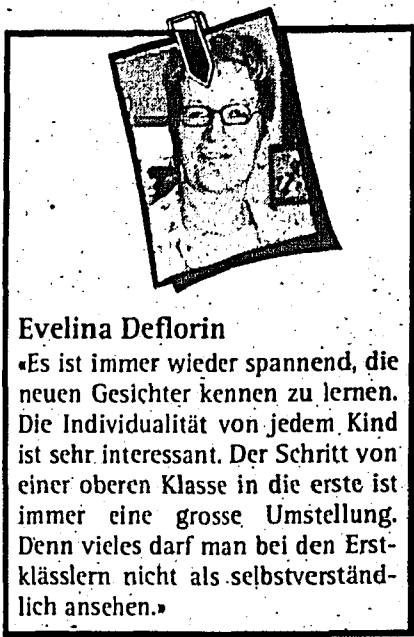 Evelina Deflorin
«Es ist immer wieder spannend, die
neuen Gesichter kennen zu lernen.
Die Individualität von jedem Kind
ist sehr interessant. Der Schritt von
einer oberen Klasse in die erste ist
immer eine grosse Umstellung.
Denn vieles darf man bei den Erst-
klässlern nicht als selbstverständ-
lich ansehen.»